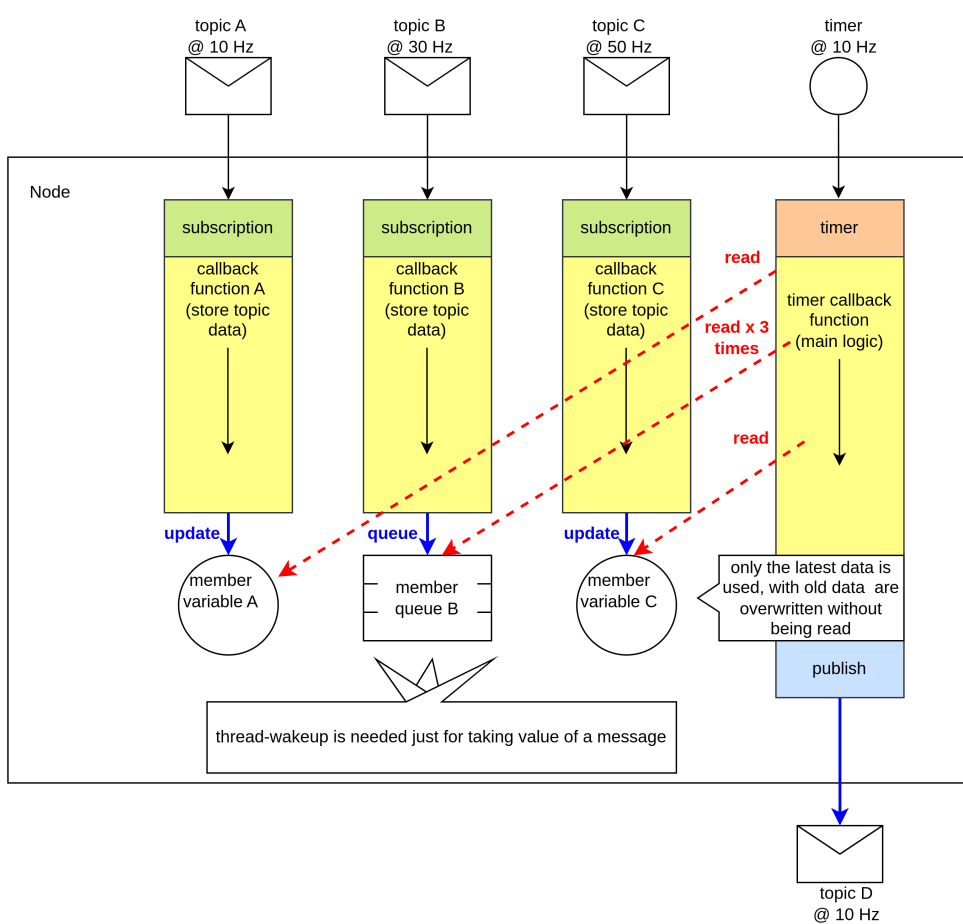 topic A
@ 10 Hz
topic B
@ 30 Hz
topic C
@ 50 Hz
timer
@ 10 Hz
Node
subscription
subscription
subscription
timer
callback
function A
(store topic
data)
callback
function B
(store topic
data)
callback
function C
(store topic
data)
read
timer callback
function
(main logic)
read x 3
times
read
update
queue
update
member
variable A
member
queue B
member
variable C
only the latest data is
used, with old data are
overwritten without
being read
publish
thread-wakeup is needed just for taking value of a message
topic D
@ 10 Hz